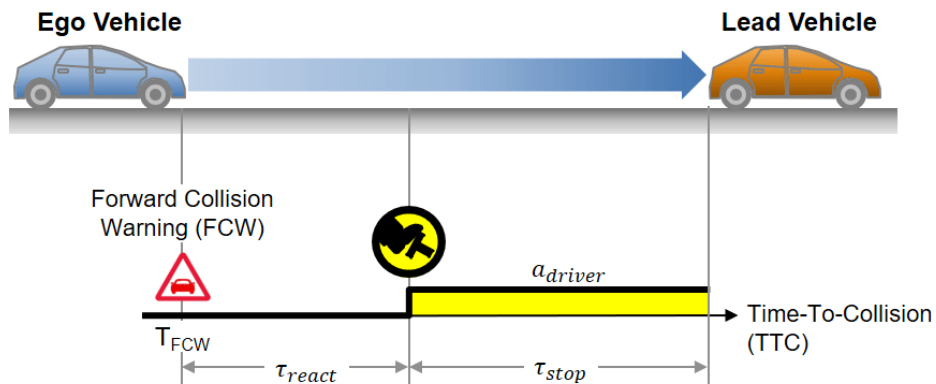 Ego Vehicle
Lead Vehicle
Forward Collision
Warning (FCW)
a_driver
T_FCW
Time-To-Collision
(TTC)
τ_react
τ_stop